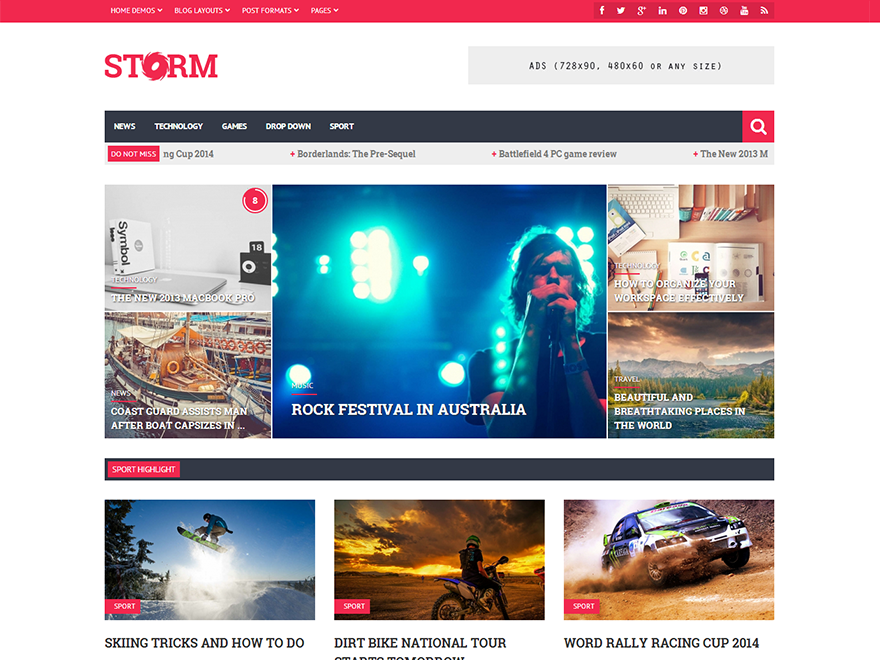 HOME DEMOS BLOG LAYOUTS POST FORMATS PAGES
STORM
ADS (728x90, 480x60 OR ANY SIZE)
NEWS TECHNOLOGY GAMES DROP DOWN SPORT
DO NOT MISS ng Cup 2014 + Borderlands: The Pre-Sequel + Battlefield 4 PC game review + The New 2013 M
8
Symbol
18
TECHNOLOGY
THE NEW 2013 MACBOOK PRO
NEWS
COAST GUARD ASSISTS MAN
AFTER BOAT CAPSIZES IN ...
MUSIC
ROCK FESTIVAL IN AUSTRALIA
TECHNOLOGY
HOW TO ORGANIZE YOUR
WORKSPACE EFFECTIVELY
TRAVEL
BEAUTIFUL AND
BREATHTAKING PLACES IN
THE WORLD
SPORT HIGHLIGHT
SPORT
SKIING TRICKS AND HOW TO DO
SPORT
DIRT BIKE NATIONAL TOUR
STARTS TOMORROW
SPORT
WORD RALLY RACING CUP 2014